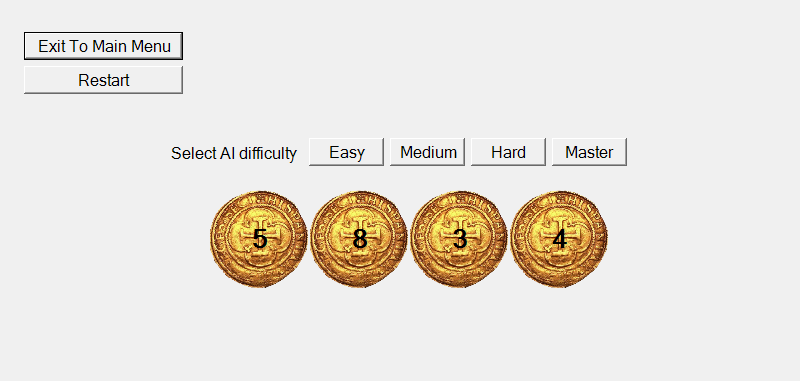 Exit To Main Menu
Restart
Select AI difficulty Easy Medium Hard Master
5 8 3 4